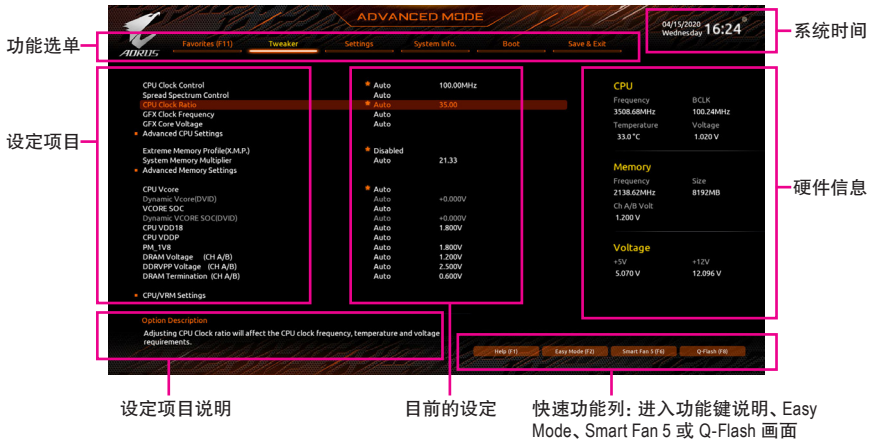 ADVANCED MODE
04/15/2020
Wednesday 16:24
系统时间
功能选单
AORUS
Favorites (F11) Tweaker Settings System Info. Boot Save & Exit
设定项目
CPU Clock Control Auto 100.00MHz
Spread Spectrum Control Auto
CPU Clock Ratio Auto 35.00
GFX Clock Frequency Auto
GFX Core Voltage Auto
Advanced CPU Settings
Extreme Memory Profile(X.M.P.) Disabled
System Memory Multiplier Auto 21.33
Advanced Memory Settings
CPU Vcore Auto
Dynamic Vcore(DVID) +0.000V
VCORE SOC Auto
Dynamic VCORE SOC(DVID) +0.000V
CPU VDD18 Auto 1.800V
CPU VDDP Auto
PM_1V8 Auto 1.800V
DRAM Voltage (CH A/B) Auto 1.200V
DDRVPP Voltage (CH A/B) Auto 2.500V
DRAM Termination (CH A/B) Auto 0.600V
CPU/VRM Settings
CPU
Frequency BCLK
3508.68MHz 100.24MHz
Temperature Voltage
33.0 °C 1.020 V
Memory
Frequency Size
2138.62MHz 8192MB
Ch A/B Volt
1.200 V
Voltage
+5V +12V
5.070 V 12.096 V
硬件信息
Option Description
Adjusting CPU Clock ratio will affect the CPU clock frequency, temperature and voltage
requirements.
Help (F1) Easy Mode (F2) Smart Fan 5 (F6) Q-Flash (F8)
设定项目说明
目前的设定
快速功能列: 进入功能键说明、Easy
Mode、Smart Fan 5 或 Q-Flash 画面